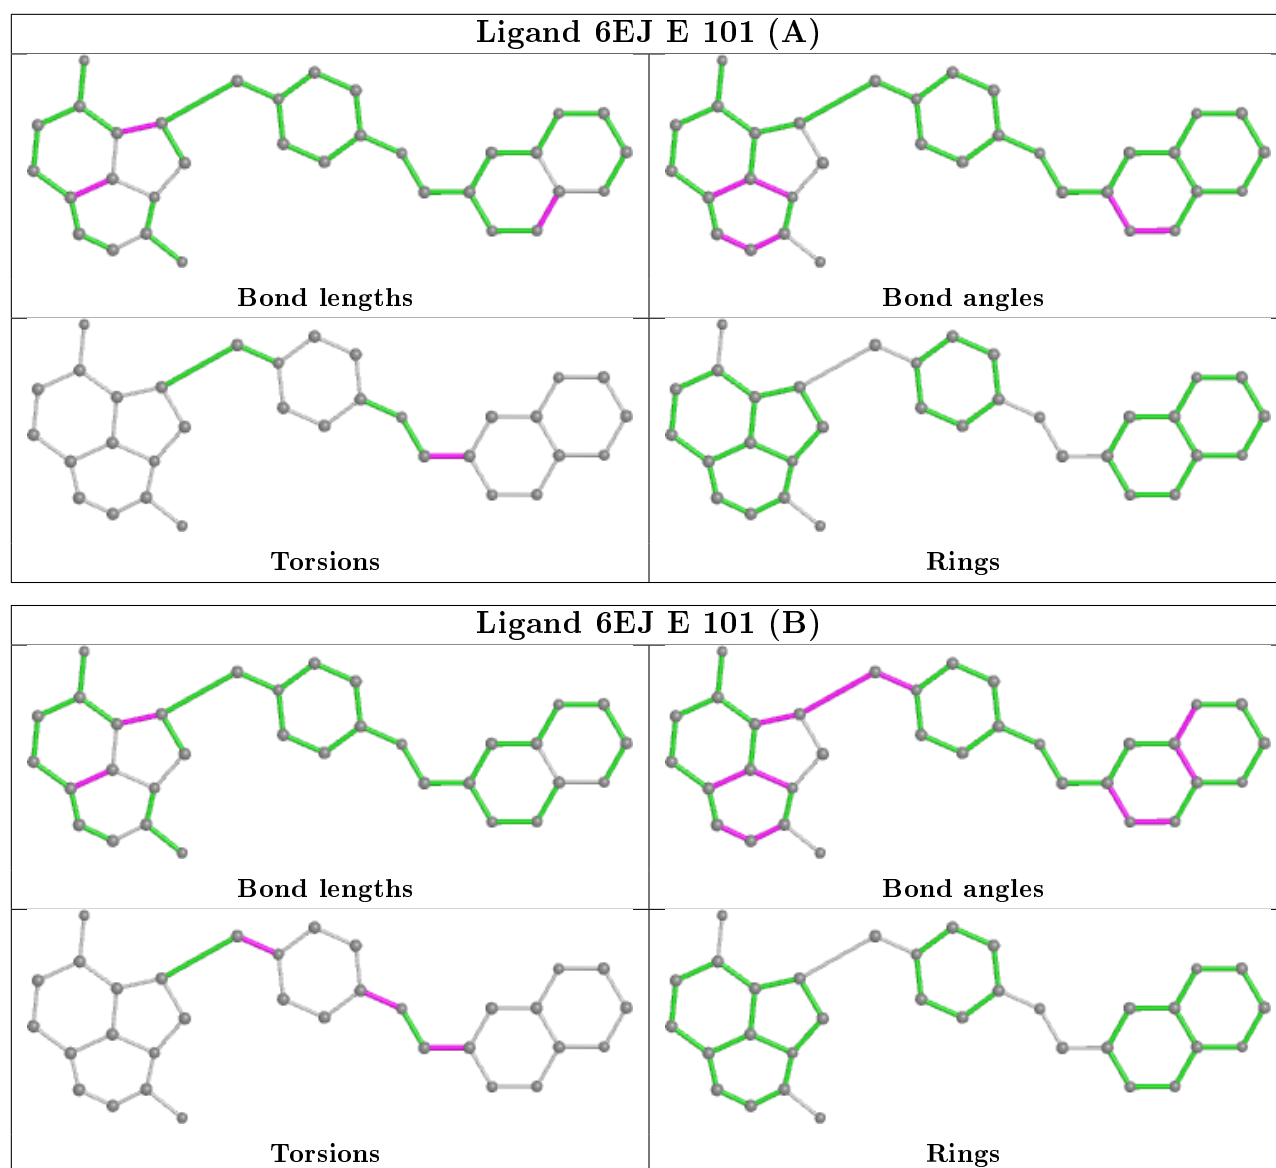 Ligand 6EJ E 101 (A)
Bond lengths
Bond angles
Torsions
Rings
Ligand 6EJ E 101 (B)
Bond lengths
Bond angles
Torsions
Rings